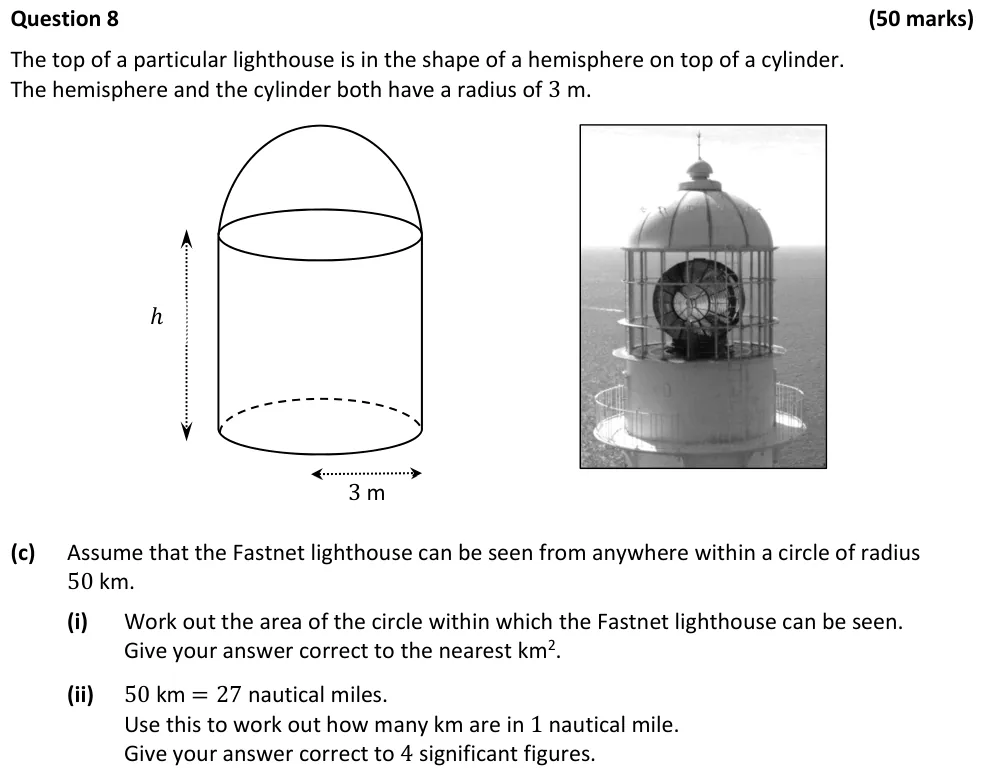 Question 8 (50 marks)
The top of a particular lighthouse is in the shape of a hemisphere on top of a cylinder.
The hemisphere and the cylinder both have a radius of 3 m.
h
3 m
(c) Assume that the Fastnet lighthouse can be seen from anywhere within a circle of radius
50 km.
(i) Work out the area of the circle within which the Fastnet lighthouse can be seen.
Give your answer correct to the nearest km².
(ii) 50 km = 27 nautical miles.
Use this to work out how many km are in 1 nautical mile.
Give your answer correct to 4 significant figures.